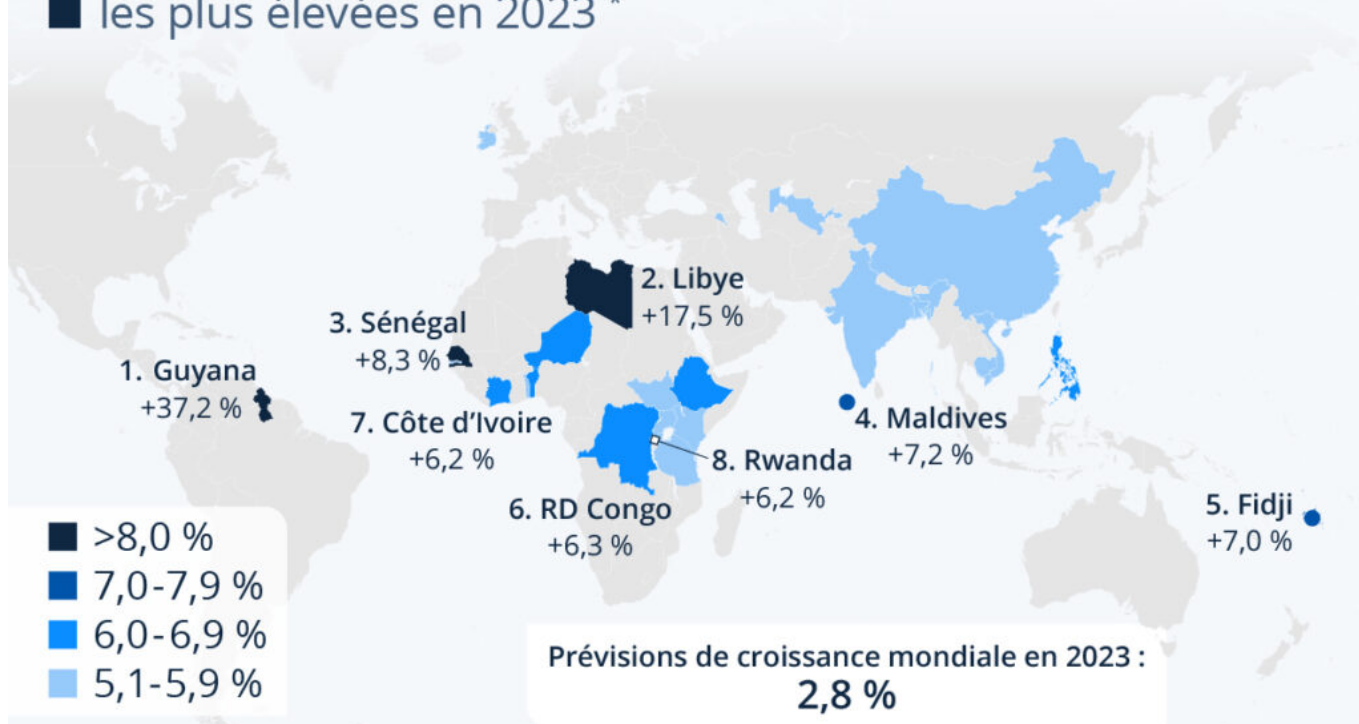 les plus élevées en 2023 *
2. Libye
+17,5 %
3. Sénégal
+8,3 %
1. Guyana
+37,2 %
7. Côte d’Ivoire
+6,2 %
4. Maldives
+7,2 %
8. Rwanda
+6,2 %
6. RD Congo
+6,3 %
5. Fidji
+7,0 %
>8,0 %
7,0-7,9 %
6,0-6,9 %
5,1-5,9 %
Prévisions de croissance mondiale en 2023 :
2,8 %